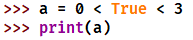 >>> a = 0 < True < 3
>>> print(a)